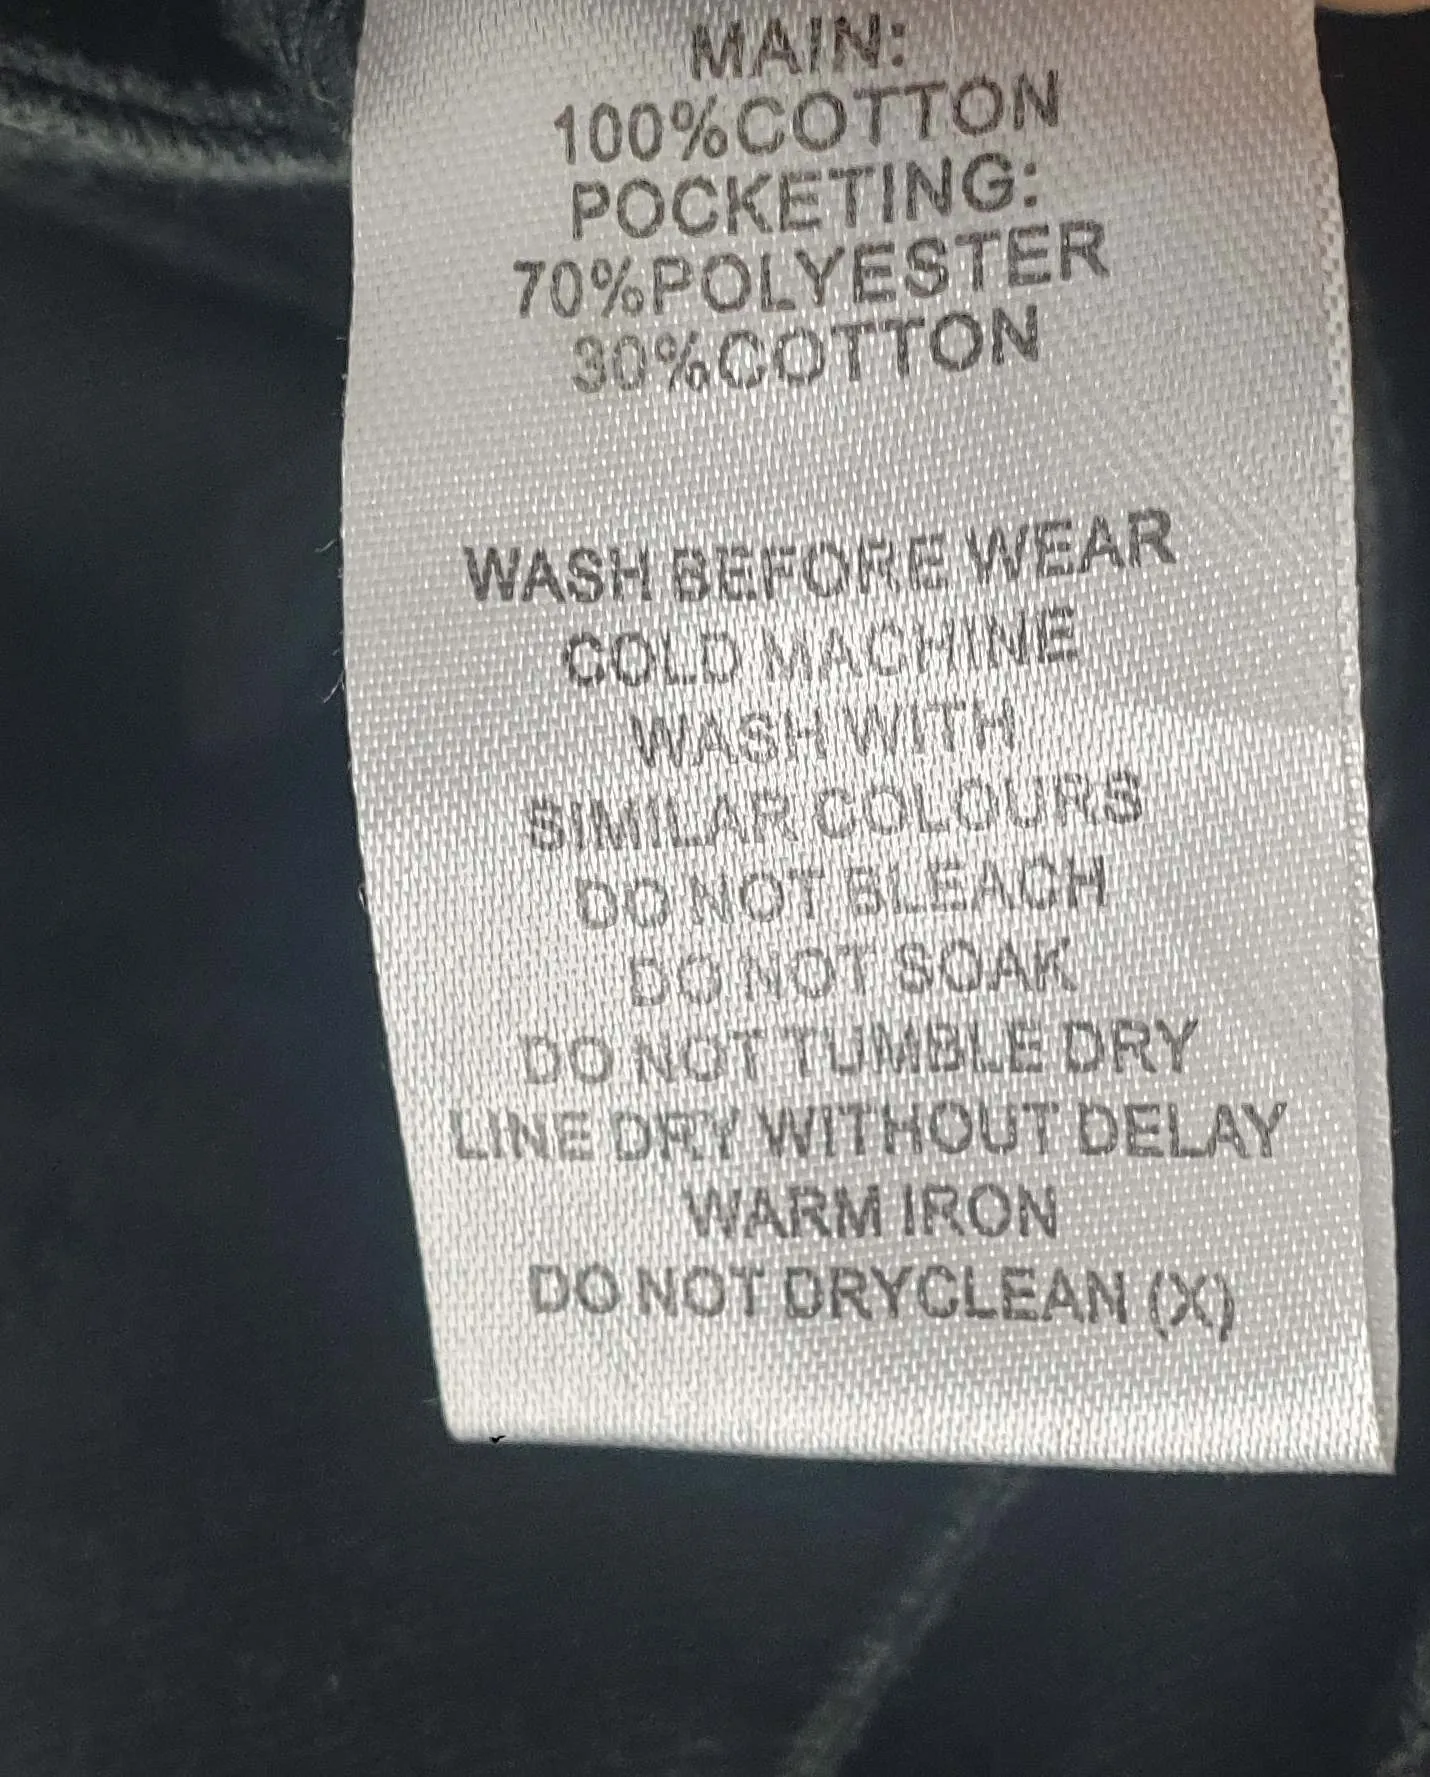 MAIN:
100%COTTON
POCKETING:
70%POLYESTER
30%COTTON
WASH BEFORE WEAR
COLD MACHINE
WASH WITH
SIMILAR COLOURS
DO NOT BLEACH
DO NOT SOAK
DO NOT TUMBLE DRY
LINE DRY WITHOUT DELAY
WARM IRON
DO NOT DRYCLEAN (X)